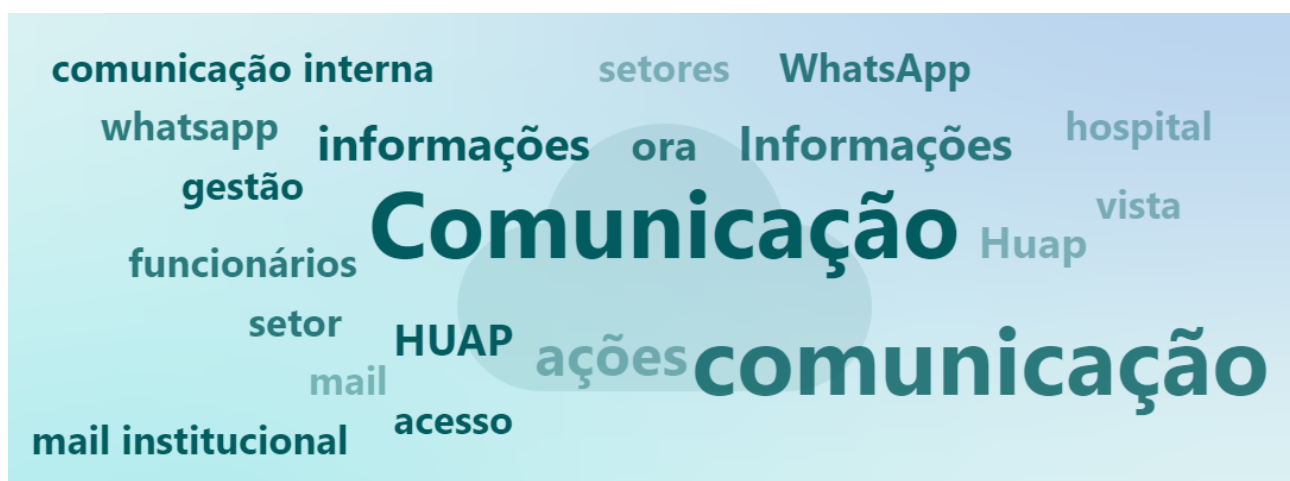 comunicação interna setores WhatsApp
whatsapp informações ora Informações hospital
gestão Comunicação vista
funcionários Huap
setor HUAP ações comunicação
mail acesso
mail institucional